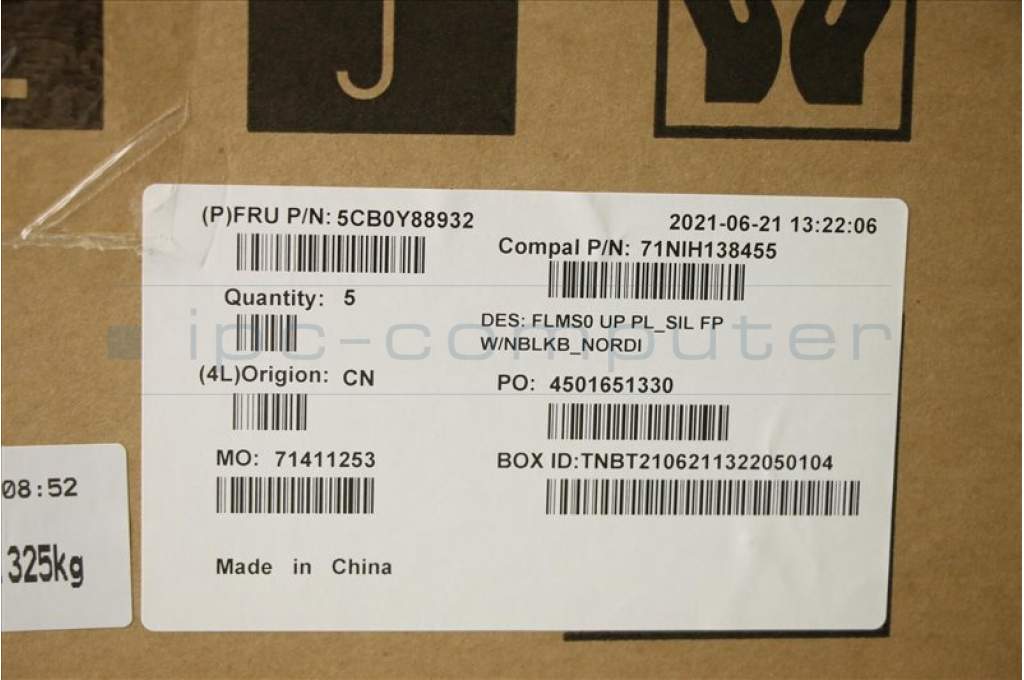 (P)FRU P/N: 5CB0Y88932
2021-06-21 13:22:06
Compal P/N: 71NIH138455
Quantity: 5
DES: FLMS0 UP PL_SIL FP
W/NBLKB_NORDI
ipc-computer
(4L)Origion: CN
PO: 4501651330
MO: 71411253
BOX ID:TNBT2106211322050104
08:52
325kg
Made in China